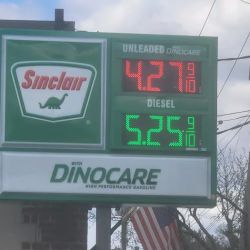 UNLEADED DINOCARE
Sinclair
4.27 9/10
DIESEL
5.25 9/10
WITH
DINOCARE
HIGH PERFORMANCE GASOLINE